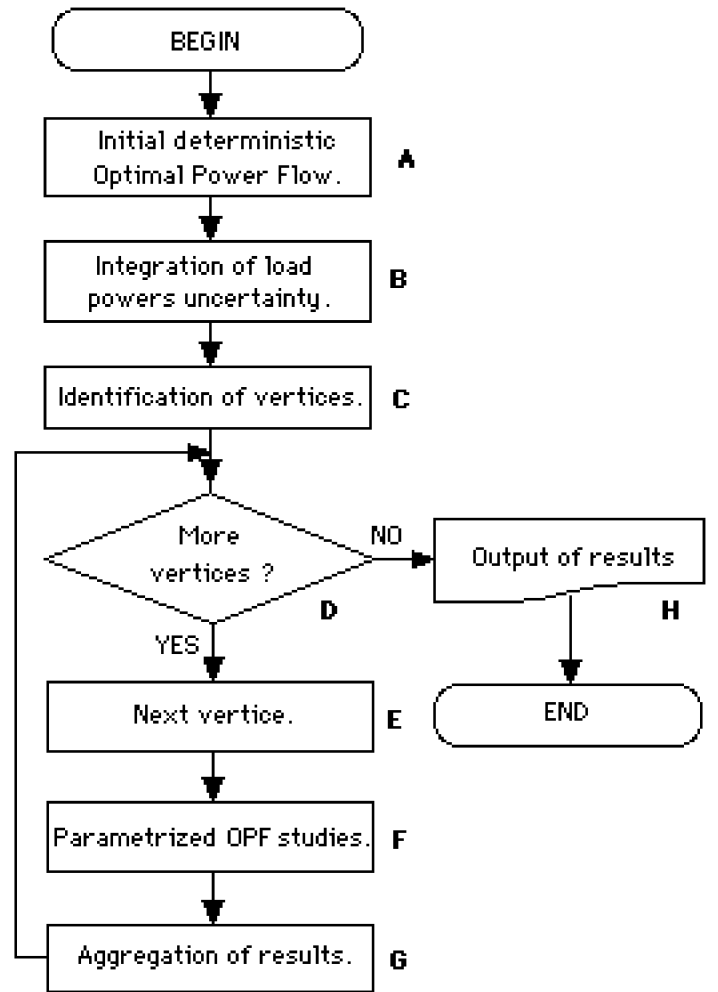 BEGIN
Initial deterministic
Optimal Power Flow.
A
Integration of load
powers uncertainty.
B
Identification of vertices.
C
More
vertices ?
D
NO
Output of results
H
YES
Next vertice.
E
END
Parametrized OPF studies.
F
Aggregation of results.
G